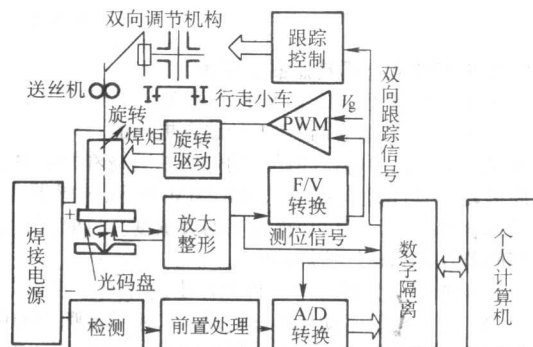 双向调节机构
跟踪
控制
双向跟踪信号
送丝机
行走小车
旋转
焊炬
旋转
驱动
PWM
Vg
F/V
转换
放大
整形
测位信号
焊接电源
+
−
光码盘
检测
前置处理
A/D
转换
数字隔离
个人计算机